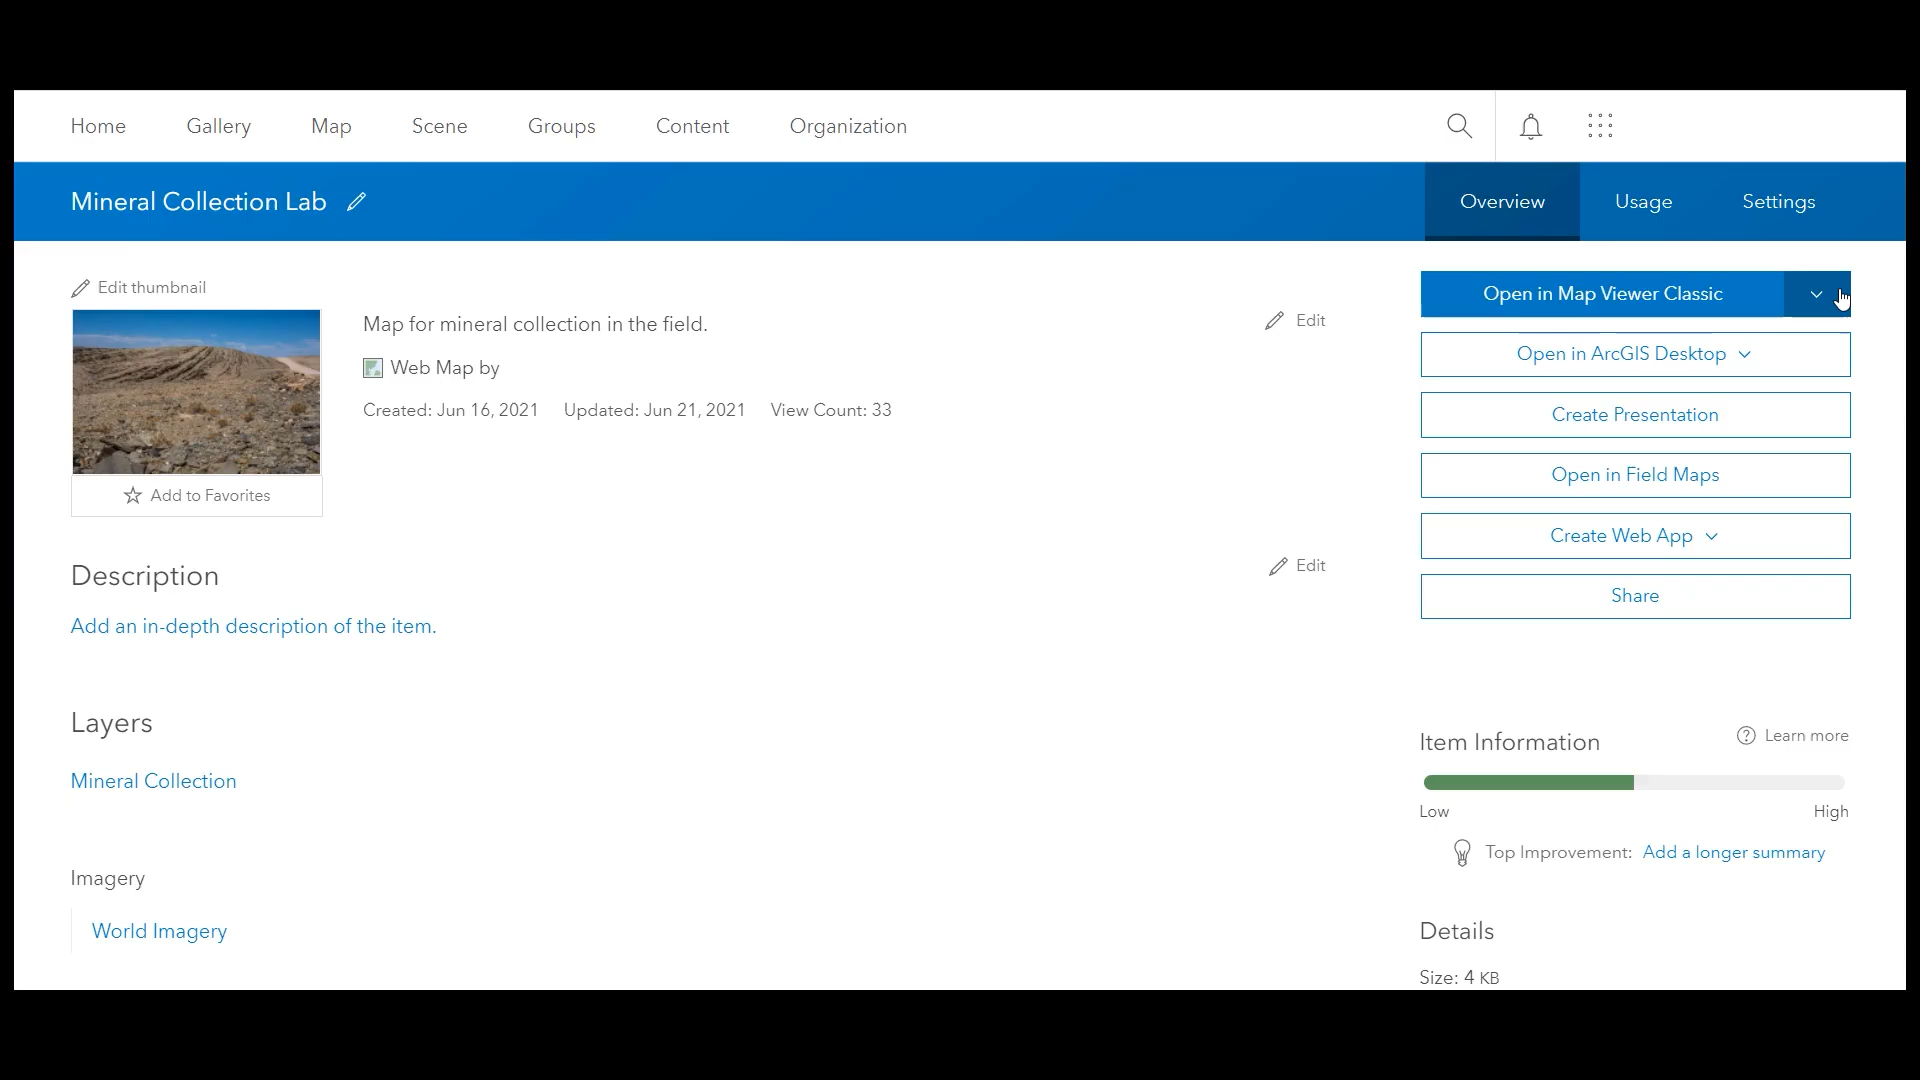 Home Gallery Map Scene Groups Content Organization
Mineral Collection Lab
Overview Usage Settings
Edit thumbnail
Map for mineral collection in the field.
Edit
Web Map by
Created: Jun 16, 2021 Updated: Jun 21, 2021 View Count: 33
Add to Favorites
Description
Edit
Add an in-depth description of the item.
Layers
Mineral Collection
Imagery
World Imagery
Open in Map Viewer Classic
Open in ArcGIS Desktop
Create Presentation
Open in Field Maps
Create Web App
Share
Item Information
Learn more
Low High
Top Improvement: Add a longer summary
Details
Size: 4 KB